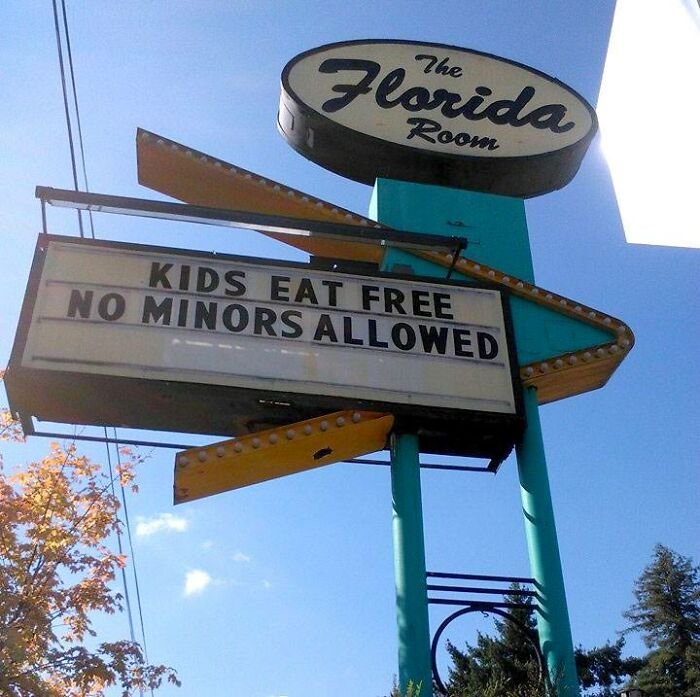 The
Florida
Room
KIDS EAT FREE
NO MINORS ALLOWED